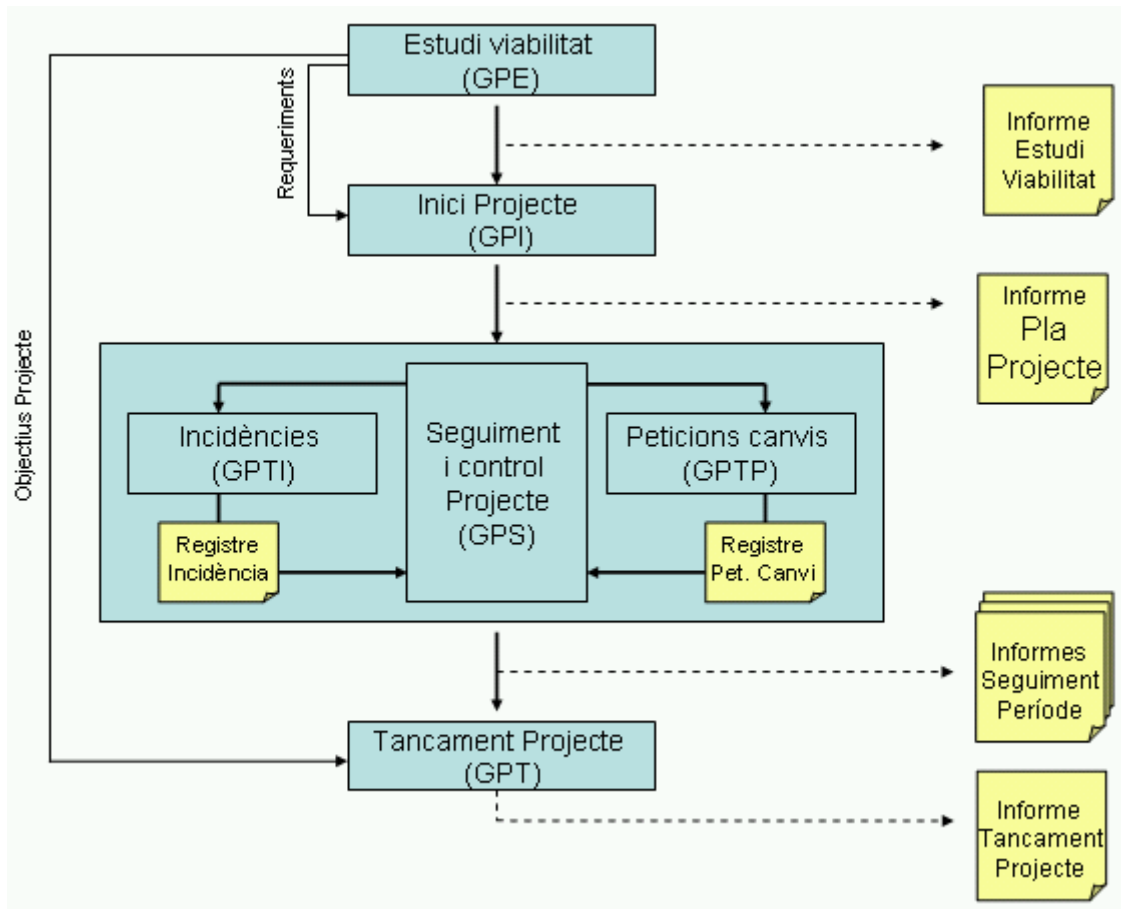 Estudi viabilitat
(GPE)
Requeriments
Informe
Estudi
Viabilitat
Inici Projecte
(GPI)
Informe
Pla
Projecte
Objectius Projecte
Incidències
(GPTI)
Registre
Incidència
Seguiment
i control
Projecte
(GPS)
Peticions canvis
(GPTP)
Registre
Pet. Canvi
Informes
Seguiment
Període
Tancament Projecte
(GPT)
Informe
Tancament
Projecte